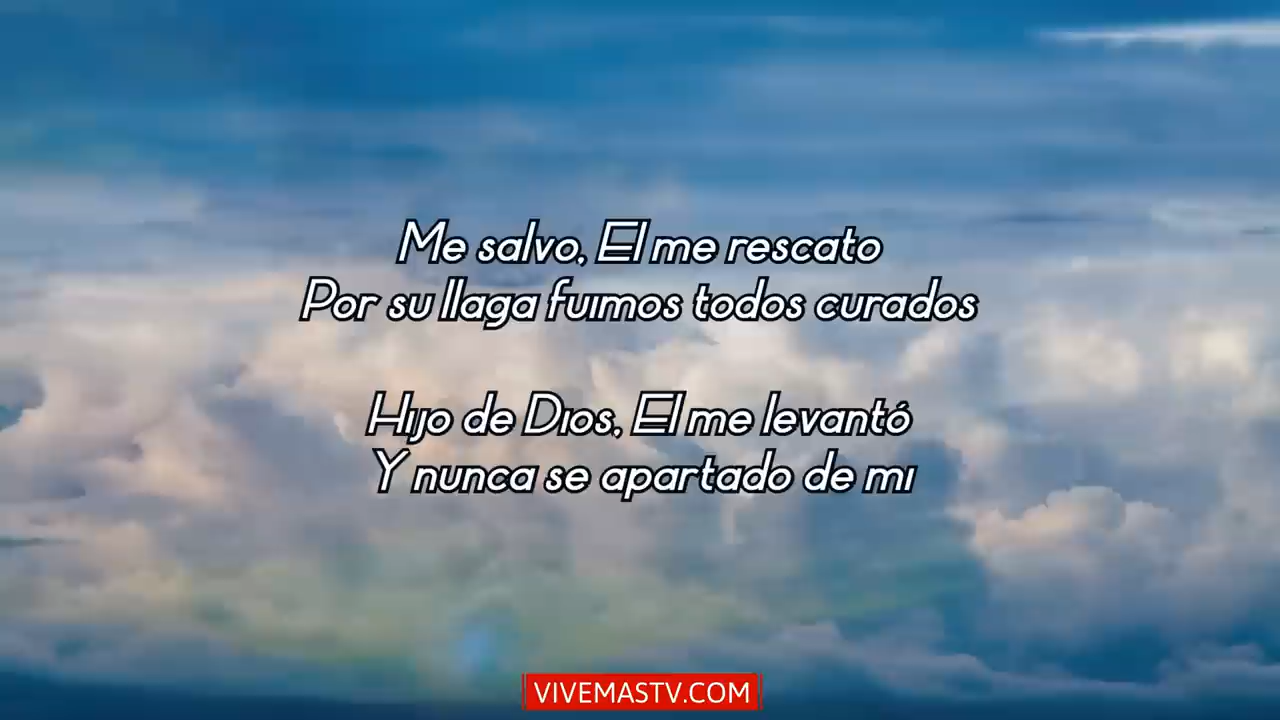 Me salvo, El me rescato
Por su llaga fuimos todos curados
Hijo de Dios, El me levantó
Y nunca se apartado de mi
VIVEMASTV.COM